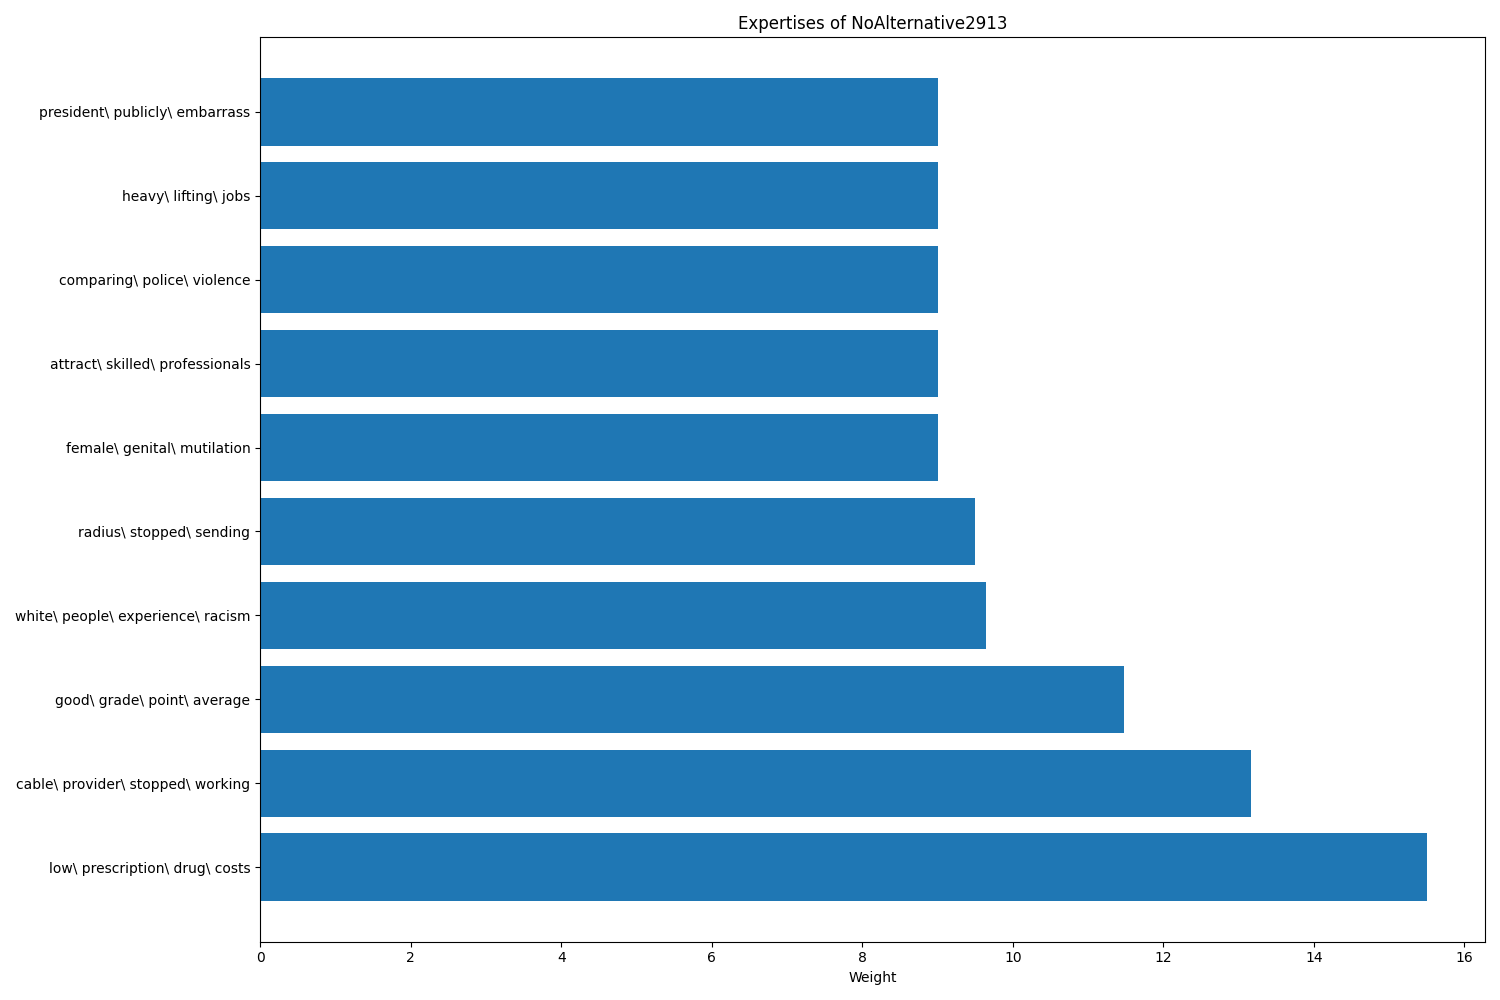 Expertises of NoAlternative2913
president\ publicly\ embarrass
heavy\ lifting\ jobs
comparing\ police\ violence
attract\ skilled\ professionals
female\ genital\ mutilation
radius\ stopped\ sending
white\ people\ experience\ racism
good\ grade\ point\ average
cable\ provider\ stopped\ working
low\ prescription\ drug\ costs
0 2 4 6 8 10 12 14 16
Weight